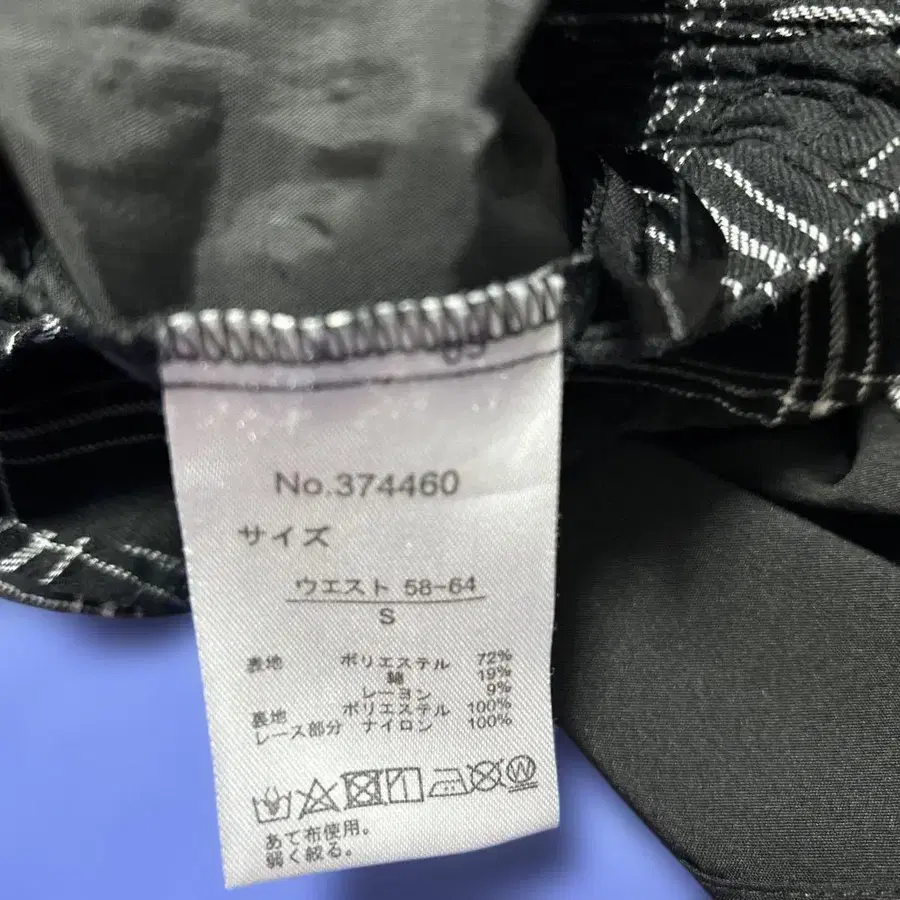 No.374460
サイズ
ウエスト 58-64
S
表地 ポリエステル 72%
綿 19%
レーヨン 9%
裏地 ポリエステル 100%
レース部分 ナイロン 100%
あて布使用。
弱く絞る。